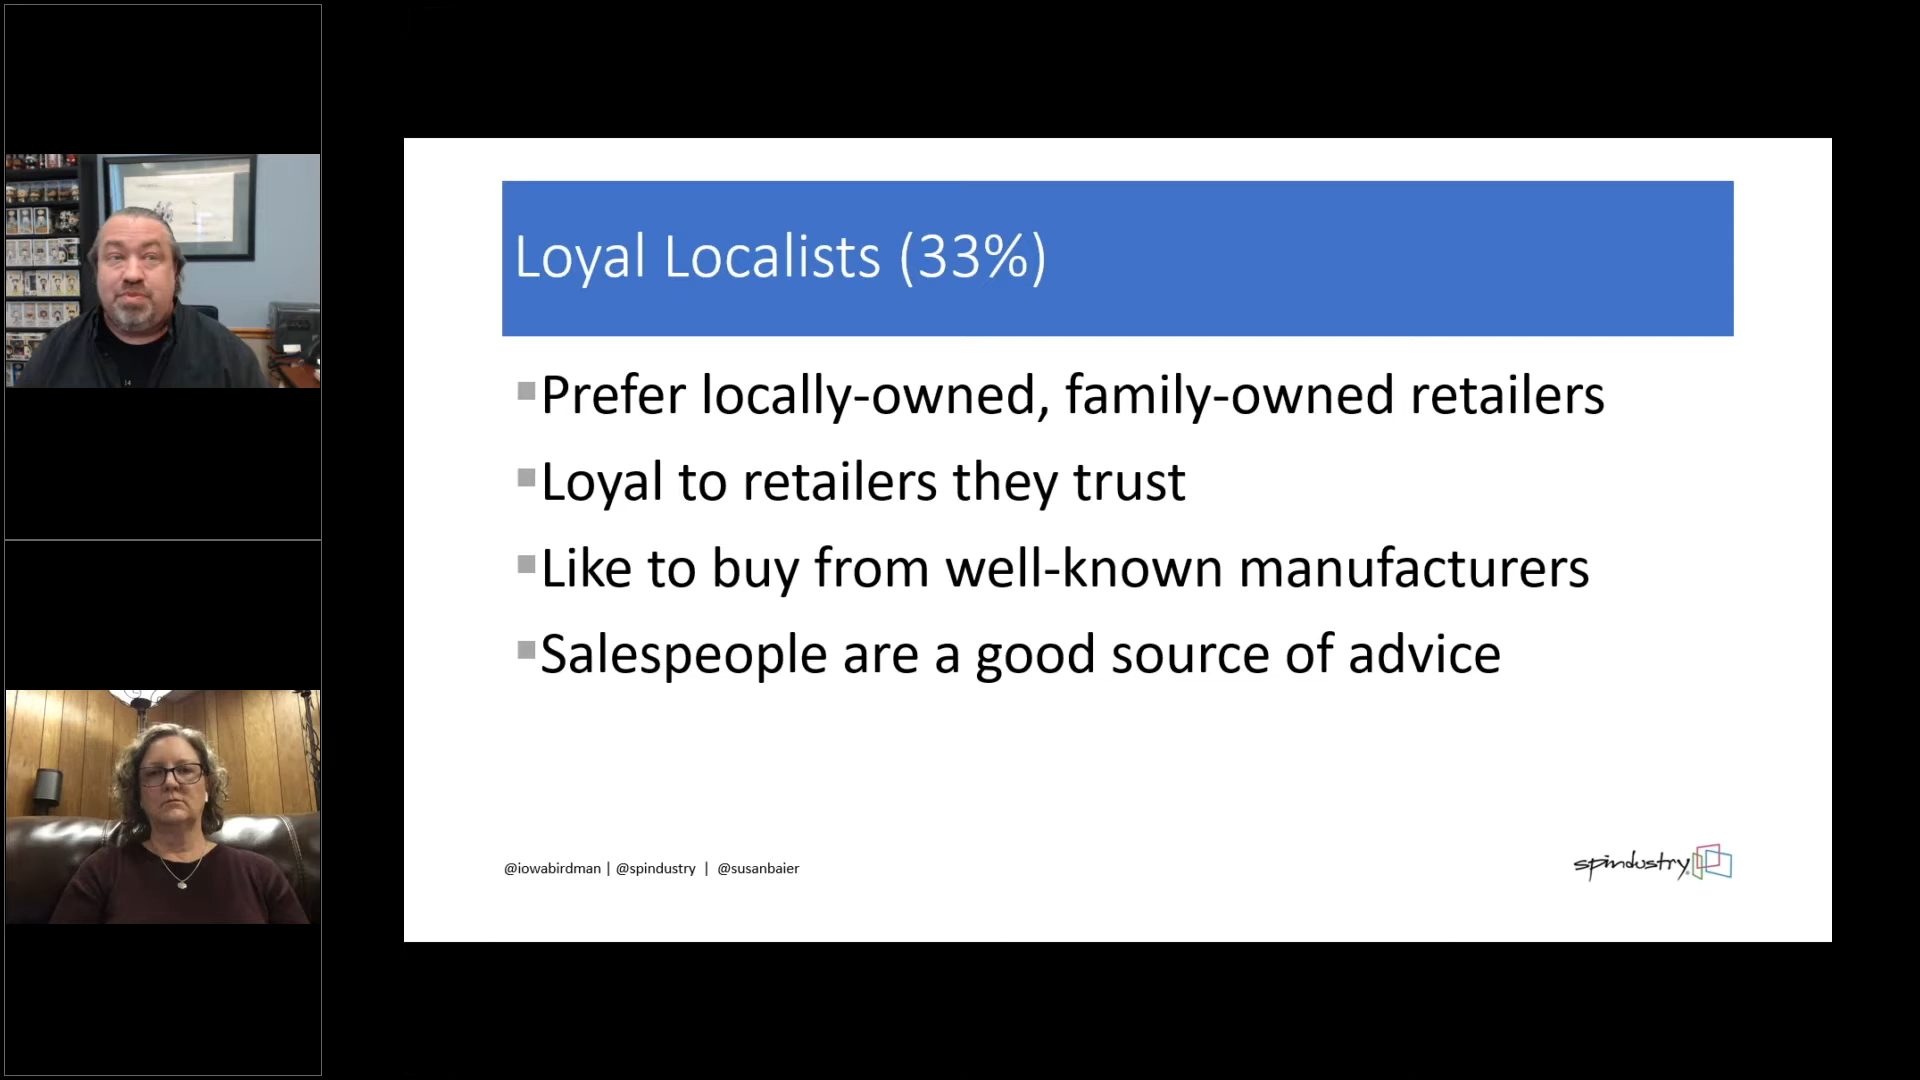 Loyal Localists (33%)
Prefer locally-owned, family-owned retailers
Loyal to retailers they trust
Like to buy from well-known manufacturers
Salespeople are a good source of advice
@iowabirdman | @spindustry | @susanbaier
spindustry
14